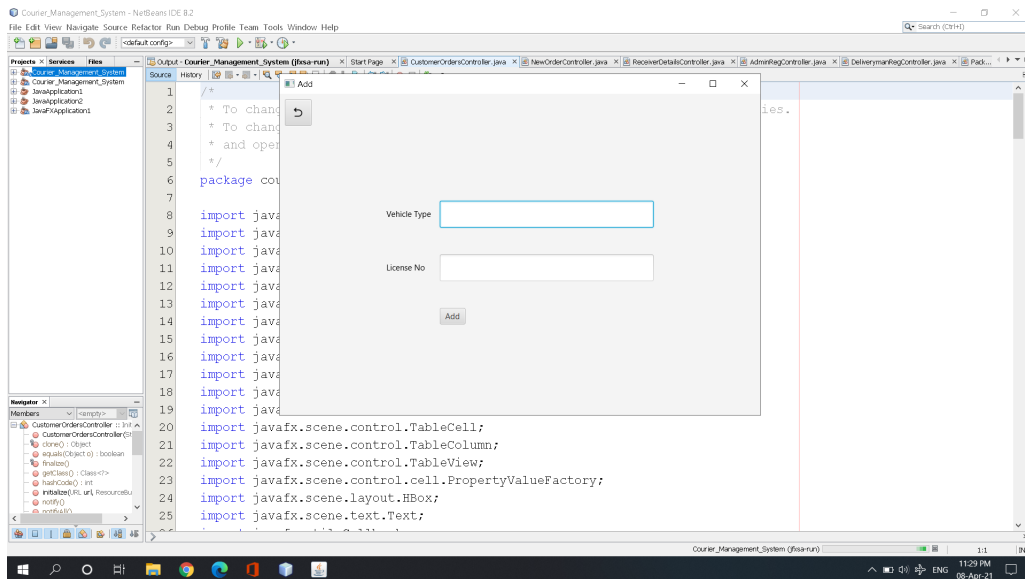 Courier_Management_System - NetBeans IDE 8.2
File Edit View Navigate Source Refactor Run Debug Profile Team Tools Window Help
Search (Ctrl+I)
<default config>
Projects × Services Files
Output - Courier_Management_System (jfxsa-run) × Start Page × CustomerOrdersController.java × NewOrderController.java × ReceiverDetailsController.java × AdminRegController.java × DeliverymanRegController.java × Pack...
Courier_Management_System
Courier_Management_System
JavaApplication1
JavaApplication2
JavaFXApplication1
Source History
Add
1 /*
2 * To chang ies.
3 * To chang
4 * and oper
5 */
6 package cou
7
8 import java
9 import java
10 import java
11 import java
12 import java
13 import java
14 import java
15 import java
16 import java
17 import java
18 import java
19 import java
20 import javafx.scene.control.TableCell;
21 import javafx.scene.control.TableColumn;
22 import javafx.scene.control.TableView;
23 import javafx.scene.control.cell.PropertyValueFactory;
24 import javafx.scene.layout.HBox;
25 import javafx.scene.text.Text;
Vehicle Type
License No
Add
Navigator ×
Members <empty>
CustomerOrdersController :: Init
CustomerOrdersController(St
clone() : Object
equals(Object o) : boolean
finalize()
getClass() : Class<?>
hashCode() : int
initialize(URL url, ResourceBu
notify()
notifyAll()
Courier_Management_System (jfxsa-run)
1:1
IN
ENG
11:29 PM
08-Apr-21